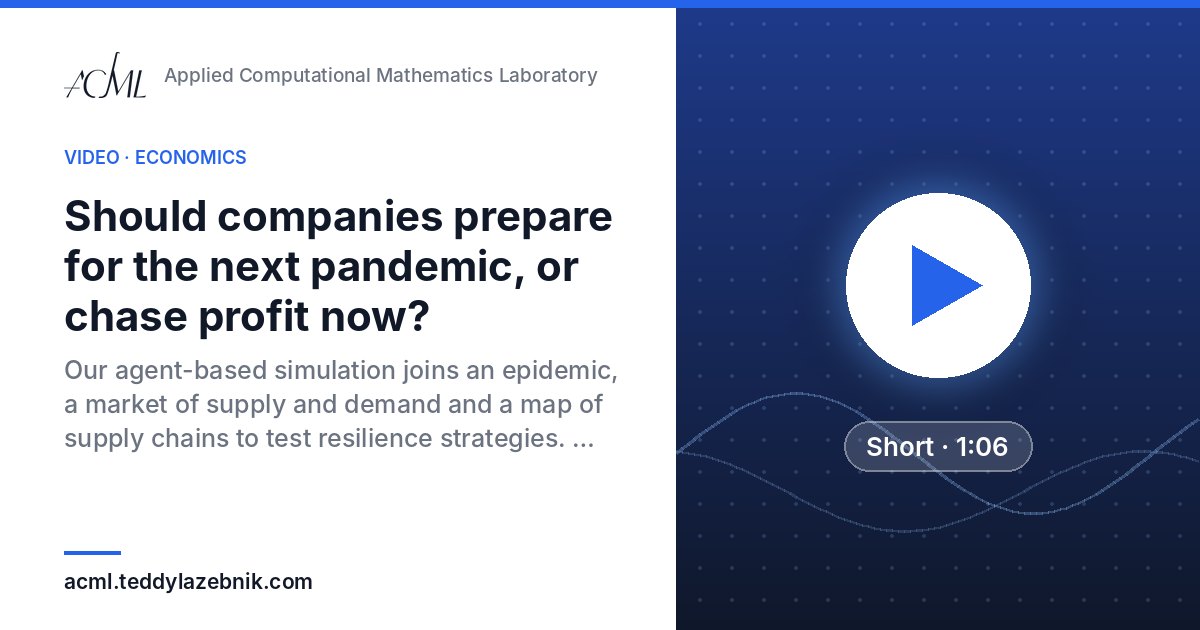 ACML
Applied Computational Mathematics Laboratory
VIDEO · ECONOMICS
Should companies prepare
for the next pandemic, or
chase profit now?
Our agent-based simulation joins an epidemic,
a market of supply and demand and a map of
supply chains to test resilience strategies. ...
Short · 1:06
acml.teddylazebnik.com